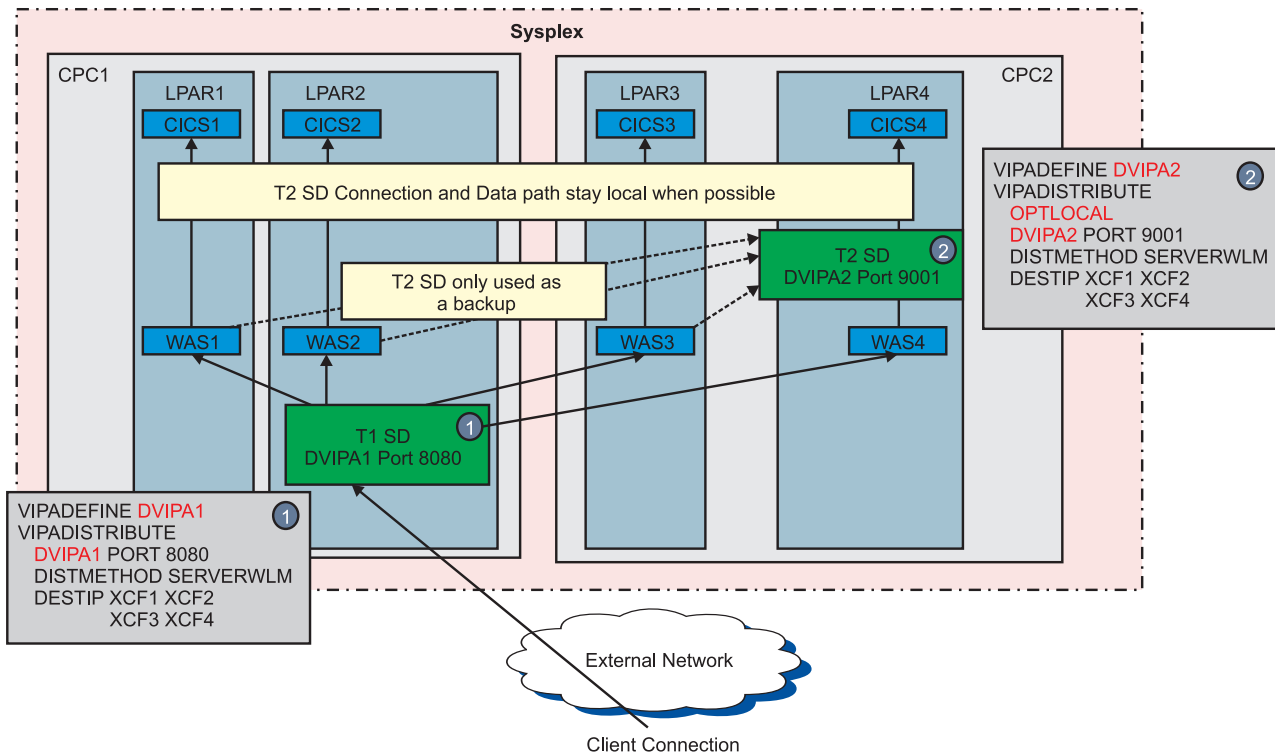 Sysplex
CPC1
CPC2
LPAR1
LPAR2
LPAR3
LPAR4
CICS1
CICS2
CICS3
CICS4
T2 SD Connection and Data path stay local when possible
VIPADEFINE DVIPA2
2
VIPADISTRIBUTE
OPTLOCAL
DVIPA2 PORT 9001
DISTMETHOD SERVERWLM
DESTIP XCF1 XCF2
XCF3 XCF4
T2 SD
2
DVIPA2 Port 9001
T2 SD only used as
a backup
WAS1
WAS2
WAS3
WAS4
T1 SD
1
DVIPA1 Port 8080
VIPADEFINE DVIPA1
1
VIPADISTRIBUTE
DVIPA1 PORT 8080
DISTMETHOD SERVERWLM
DESTIP XCF1 XCF2
XCF3 XCF4
External Network
Client Connection